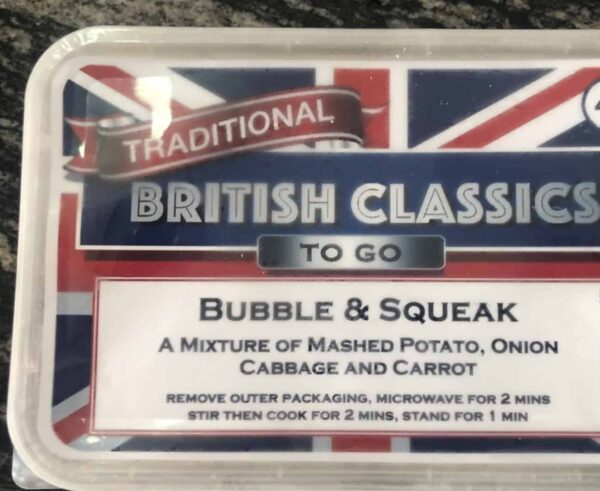 TRADITIONAL
BRITISH CLASSICS
TO GO
BUBBLE & SQUEAK
A MIXTURE OF MASHED POTATO, ONION
CABBAGE AND CARROT
REMOVE OUTER PACKAGING, MICROWAVE FOR 2 MINS
STIR THEN COOK FOR 2 MINS, STAND FOR 1 MIN